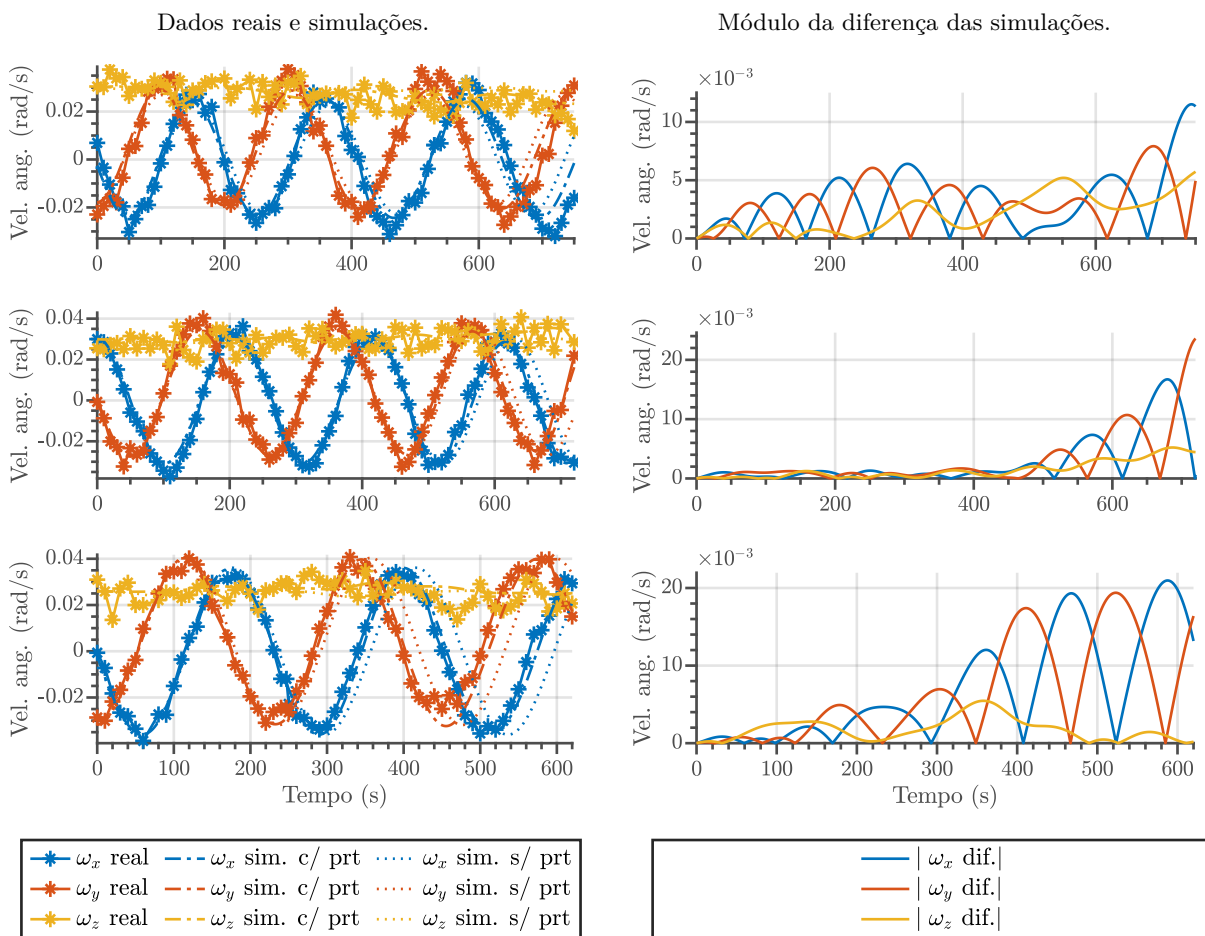 Dados reais e simulações.
Módulo da diferença das simulações.
Vel. ang. (rad/s)
0.02
0
-0.02
0 200 400 600
×10⁻³
Vel. ang. (rad/s)
10
5
0
0 200 400 600
Vel. ang. (rad/s)
0.04
0.02
0
-0.02
0 200 400 600
×10⁻³
Vel. ang. (rad/s)
20
10
0
0 200 400 600
Vel. ang. (rad/s)
0.04
0.02
0
-0.02
0 100 200 300 400 500 600
Tempo (s)
×10⁻³
Vel. ang. (rad/s)
20
10
0
0 100 200 300 400 500 600
Tempo (s)
ωₓ real ωₓ sim. c/ prt ωₓ sim. s/ prt
ω_y real ω_y sim. c/ prt ω_y sim. s/ prt
ω_z real ω_z sim. c/ prt ω_z sim. s/ prt
| ωₓ dif.|
| ω_y dif.|
| ω_z dif.|